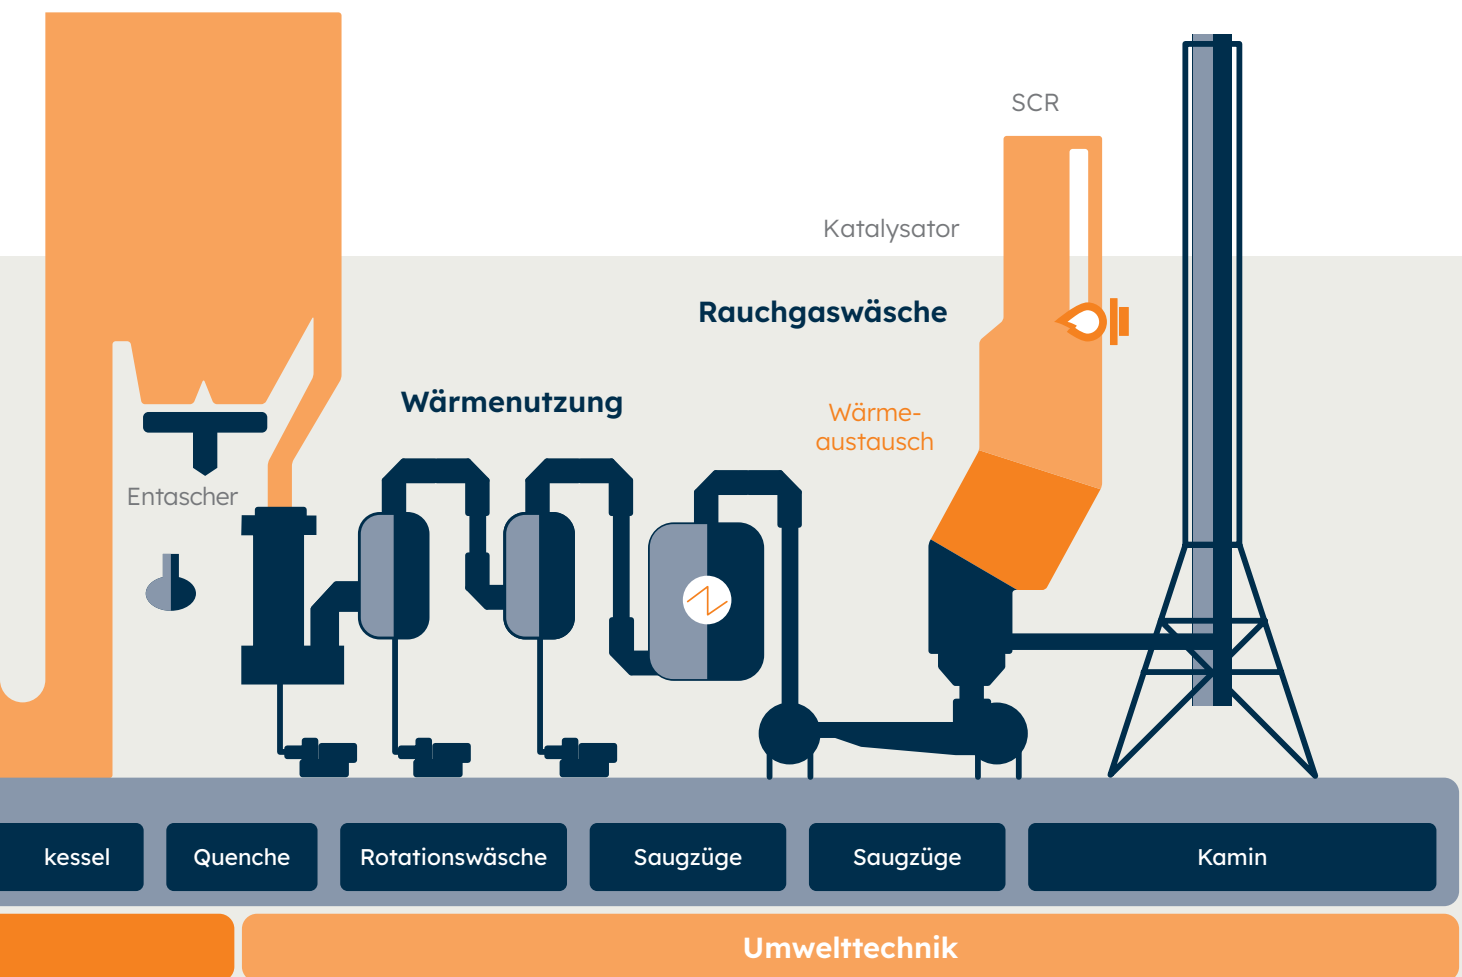 SCR
Katalysator
Rauchgaswäsche
Wärmenutzung
Wärme-
austausch
Entascher
kessel
Quenche
Rotationswäsche
Saugzüge
Saugzüge
Kamin
Umwelttechnik